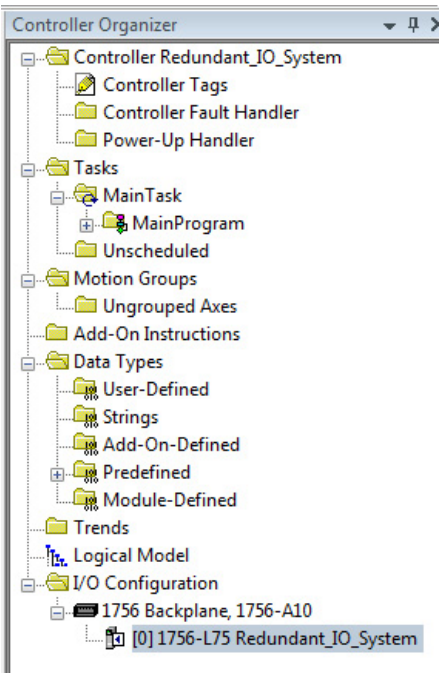 Controller Organizer
Controller Redundant_IO_System
Controller Tags
Controller Fault Handler
Power-Up Handler
Tasks
MainTask
MainProgram
Unscheduled
Motion Groups
Ungrouped Axes
Add-On Instructions
Data Types
User-Defined
Strings
Add-On-Defined
Predefined
Module-Defined
Trends
Logical Model
I/O Configuration
1756 Backplane, 1756-A10
[0] 1756-L75 Redundant_IO_System